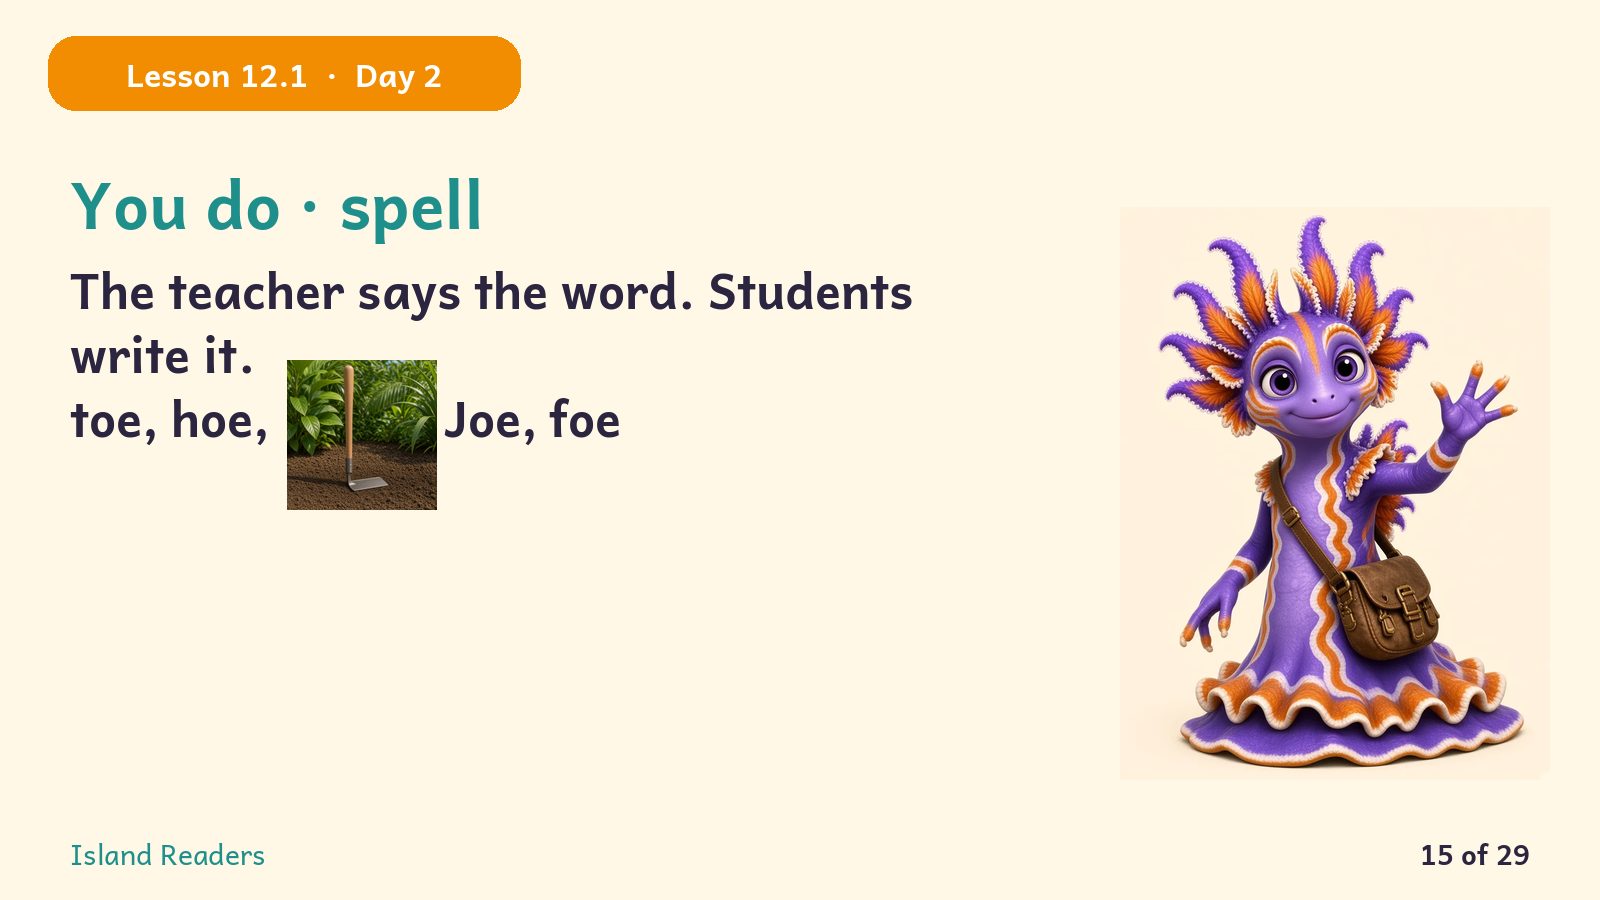 Lesson 12.1 · Day 2
You do · spell
The teacher says the word. Students
write it.
toe, hoe, Joe, foe
Island Readers
15 of 29